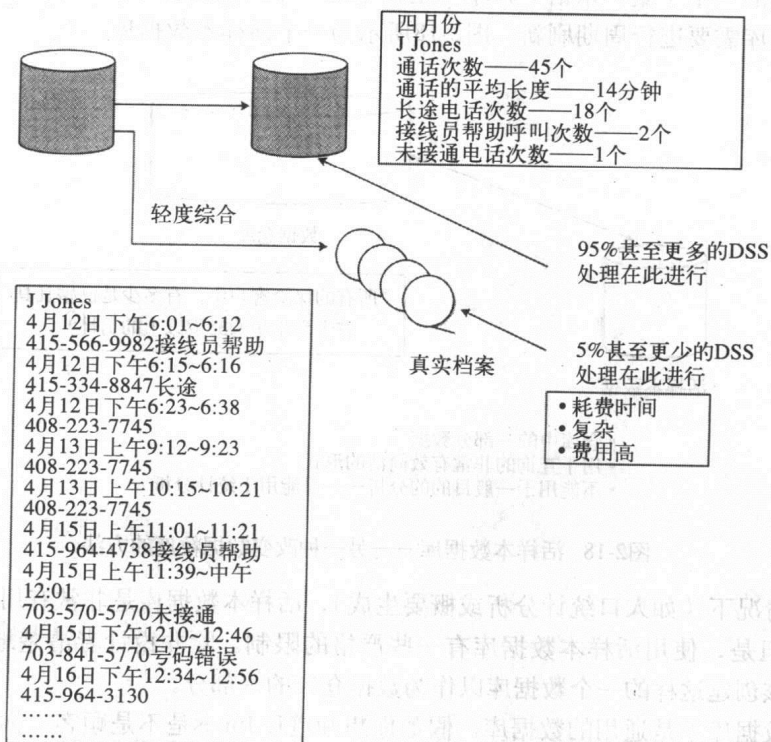 四月份
J Jones
通话次数——45个
通话的平均长度——14分钟
长途电话次数——18个
接线员帮助呼叫次数——2个
未接通电话次数——1个
轻度综合
95%甚至更多的DSS
处理在此进行
真实档案
5%甚至更少的DSS
处理在此进行
• 耗费时间
• 复杂
• 费用高
J Jones
4月12日下午6:01~6:12
415-566-9982接线员帮助
4月12日下午6:15~6:16
415-334-8847长途
4月12日下午6:23~6:38
408-223-7745
4月13日上午9:12~9:23
408-223-7745
4月13日上午10:15~10:21
408-223-7745
4月15日上午11:01~11:21
415-964-4738接线员帮助
4月15日上午11:39~中午
12:01
703-570-5770未接通
4月15日下午1210~12:46
703-841-5770号码错误
4月16日下午12:34~12:56
415-964-3130
……
……